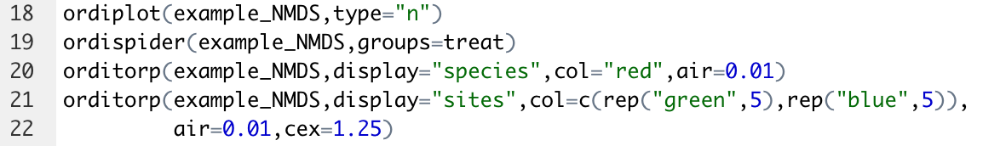 18 ordiplot(example_NMDS,type="n")
19 ordispider(example_NMDS,groups=treat)
20 orditorp(example_NMDS,display="species",col="red",air=0.01)
21 orditorp(example_NMDS,display="sites",col=c(rep("green",5),rep("blue",5)),
22         air=0.01,cex=1.25)